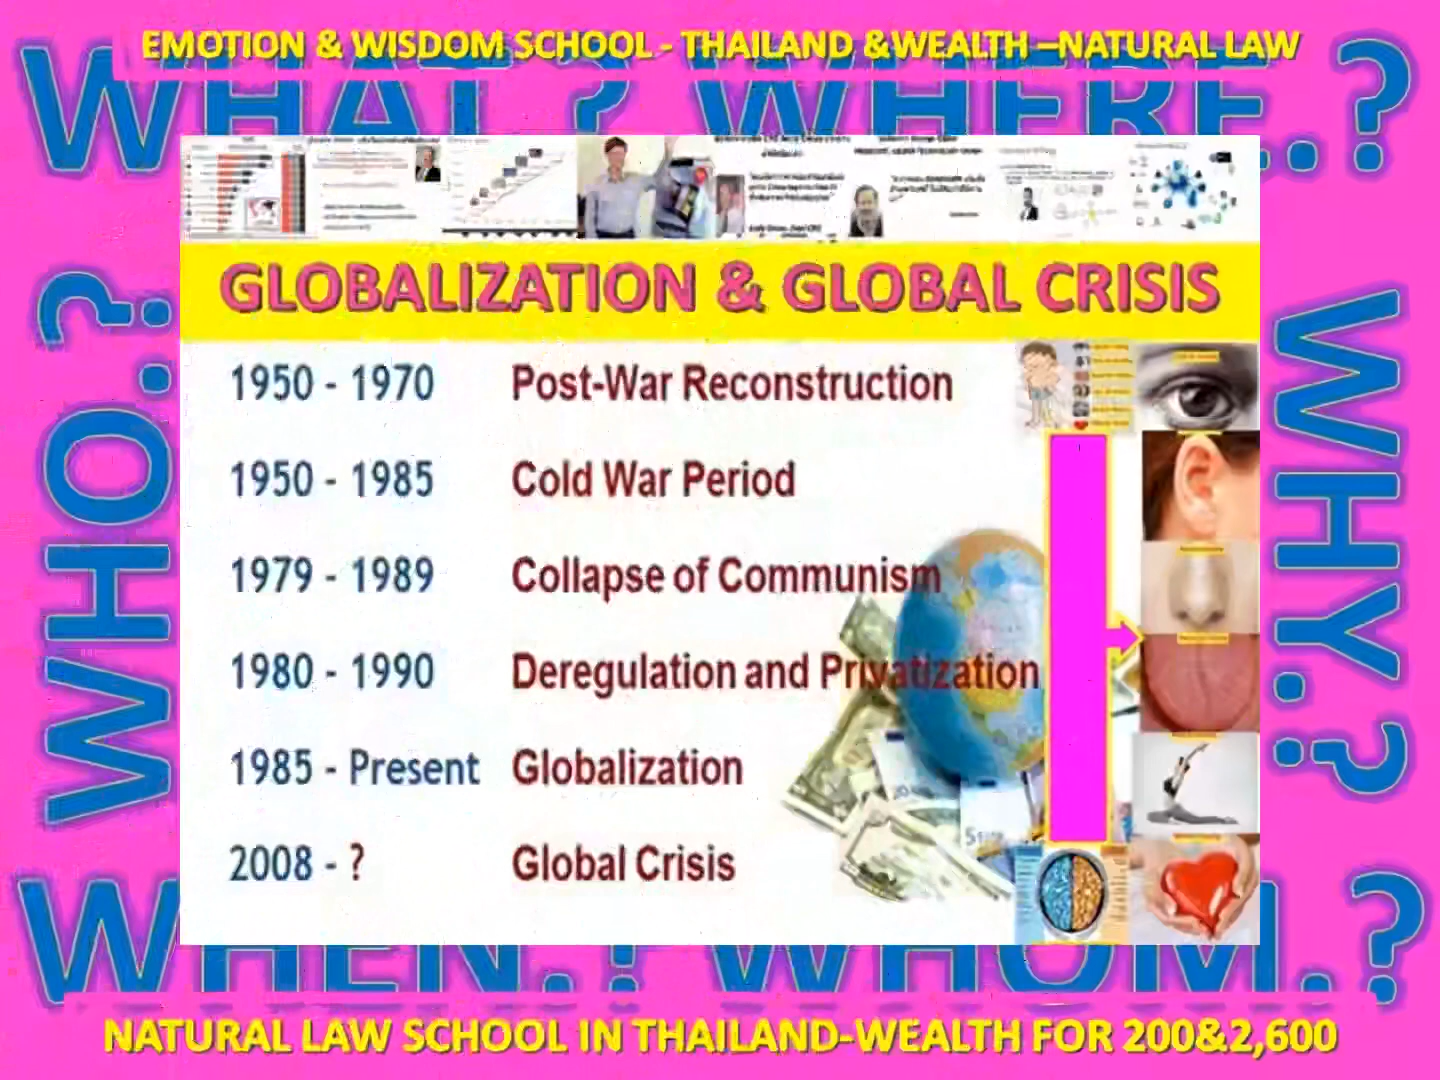 EMOTION & WISDOM SCHOOL - THAILAND &WEALTH –NATURAL LAW
WHAT.? WHERE.?
WHO.?
WHY.?
GLOBALIZATION & GLOBAL CRISIS
1950 - 1970 Post-War Reconstruction
1950 - 1985 Cold War Period
1979 - 1989 Collapse of Communism
1980 - 1990 Deregulation and Privatization
1985 - Present Globalization
2008 - ? Global Crisis
WHEN.? WHOM.?
NATURAL LAW SCHOOL IN THAILAND-WEALTH FOR 200&2,600